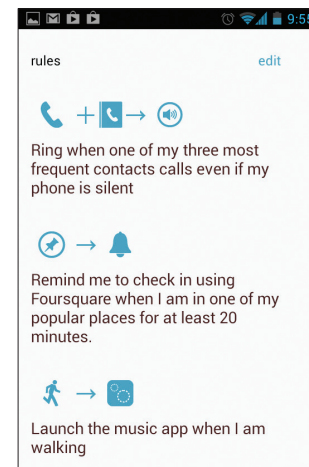 9:55
rules
edit
Ring when one of my three most
frequent contacts calls even if my
phone is silent
Remind me to check in using
Foursquare when I am in one of my
popular places for at least 20
minutes.
Launch the music app when I am
walking